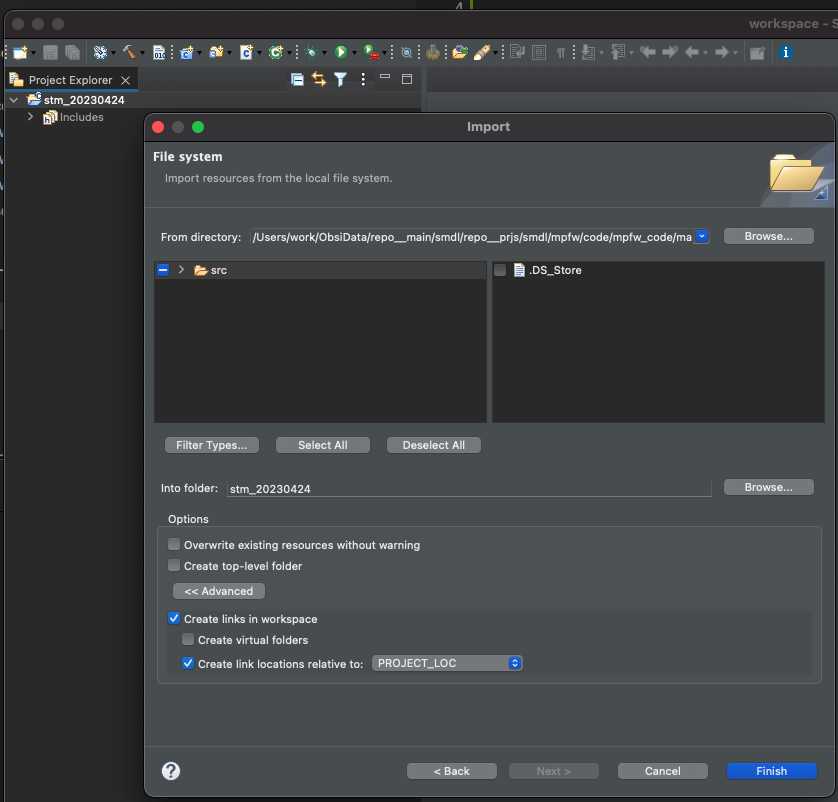 4
workspace - S
Project Explorer
stm_20230424
Includes
Import
File system
Import resources from the local file system.
From directory: /Users/work/ObsiData/repo__main/smdl/repo__prjs/smdl/mpfw/code/mpfw_code/ma Browse...
src
.DS_Store
Filter Types... Select All Deselect All
Into folder: stm_20230424 Browse...
Options
Overwrite existing resources without warning
Create top-level folder
<< Advanced
Create links in workspace
Create virtual folders
Create link locations relative to: PROJECT_LOC
? < Back Next > Cancel Finish